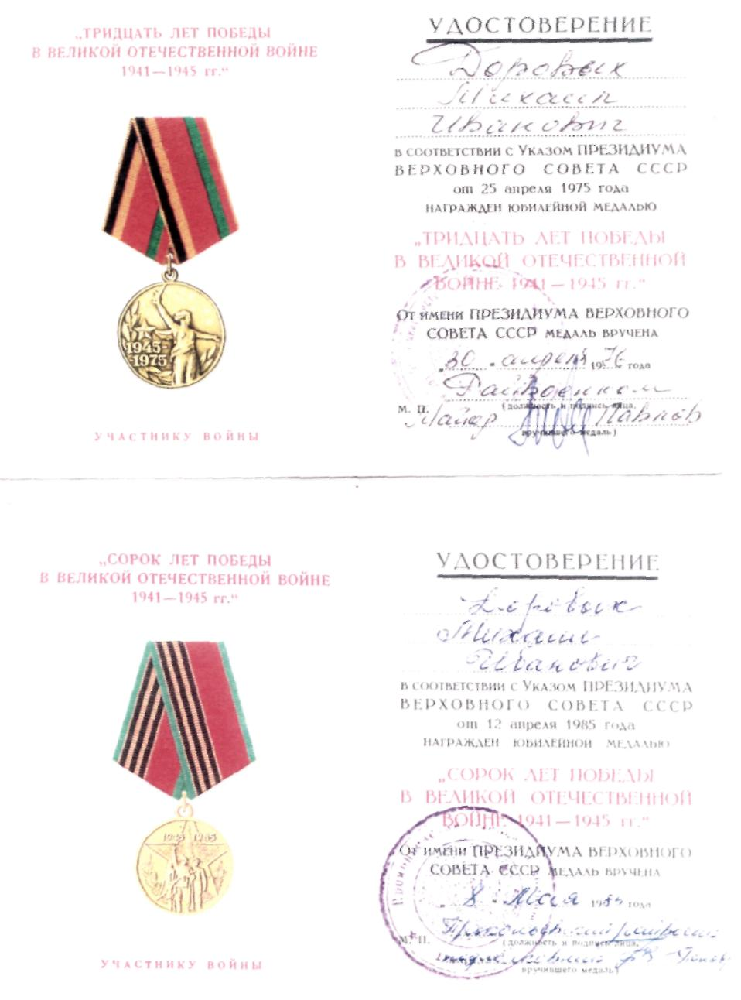 „ТРИДЦАТЬ ЛЕТ ПОБЕДЫ
В ВЕЛИКОЙ ОТЕЧЕСТВЕННОЙ ВОЙНЕ
1941—1945 гг.“
1945-
-1975
УЧАСТНИКУ ВОЙНЫ
УДОСТОВЕРЕНИЕ
Доровых
Михаил
Иванович
В СООТВЕТСТВИИ С УКАЗОМ ПРЕЗИДИУМА
ВЕРХОВНОГО СОВЕТА СССР
от 25 апреля 1975 года
НАГРАЖДЕН ЮБИЛЕЙНОЙ МЕДАЛЬЮ
„ТРИДЦАТЬ ЛЕТ ПОБЕДЫ
В ВЕЛИКОЙ ОТЕЧЕСТВЕННОЙ
ВОЙНЕ 1941—1945 гг.“
ОТ ИМЕНИ ПРЕЗИДИУМА ВЕРХОВНОГО
СОВЕТА СССР МЕДАЛЬ ВРУЧЕНА
„30 “ апреля 1976 года
Райвоенком
М. П. (должность и подпись лица,
Майор Павлов
вручившего медаль)
„СОРОК ЛЕТ ПОБЕДЫ
В ВЕЛИКОЙ ОТЕЧЕСТВЕННОЙ ВОЙНЕ
1941—1945 гг.“
1945 1985
УЧАСТНИКУ ВОЙНЫ
УДОСТОВЕРЕНИЕ
Доровых
Михаил
Иванович
В СООТВЕТСТВИИ С УКАЗОМ ПРЕЗИДИУМА
ВЕРХОВНОГО СОВЕТА СССР
от 12 апреля 1985 года
НАГРАЖДЕН ЮБИЛЕЙНОЙ МЕДАЛЬЮ
„СОРОК ЛЕТ ПОБЕДЫ
В ВЕЛИКОЙ ОТЕЧЕСТВЕННОЙ
ВОЙНЕ 1941—1945 гг.“
ОТ ИМЕНИ ПРЕЗИДИУМА ВЕРХОВНОГО
СОВЕТА СССР МЕДАЛЬ ВРУЧЕНА
„ 8 “ Мая 198 года
М. П. (должность и подпись лица,
вручившего медаль)